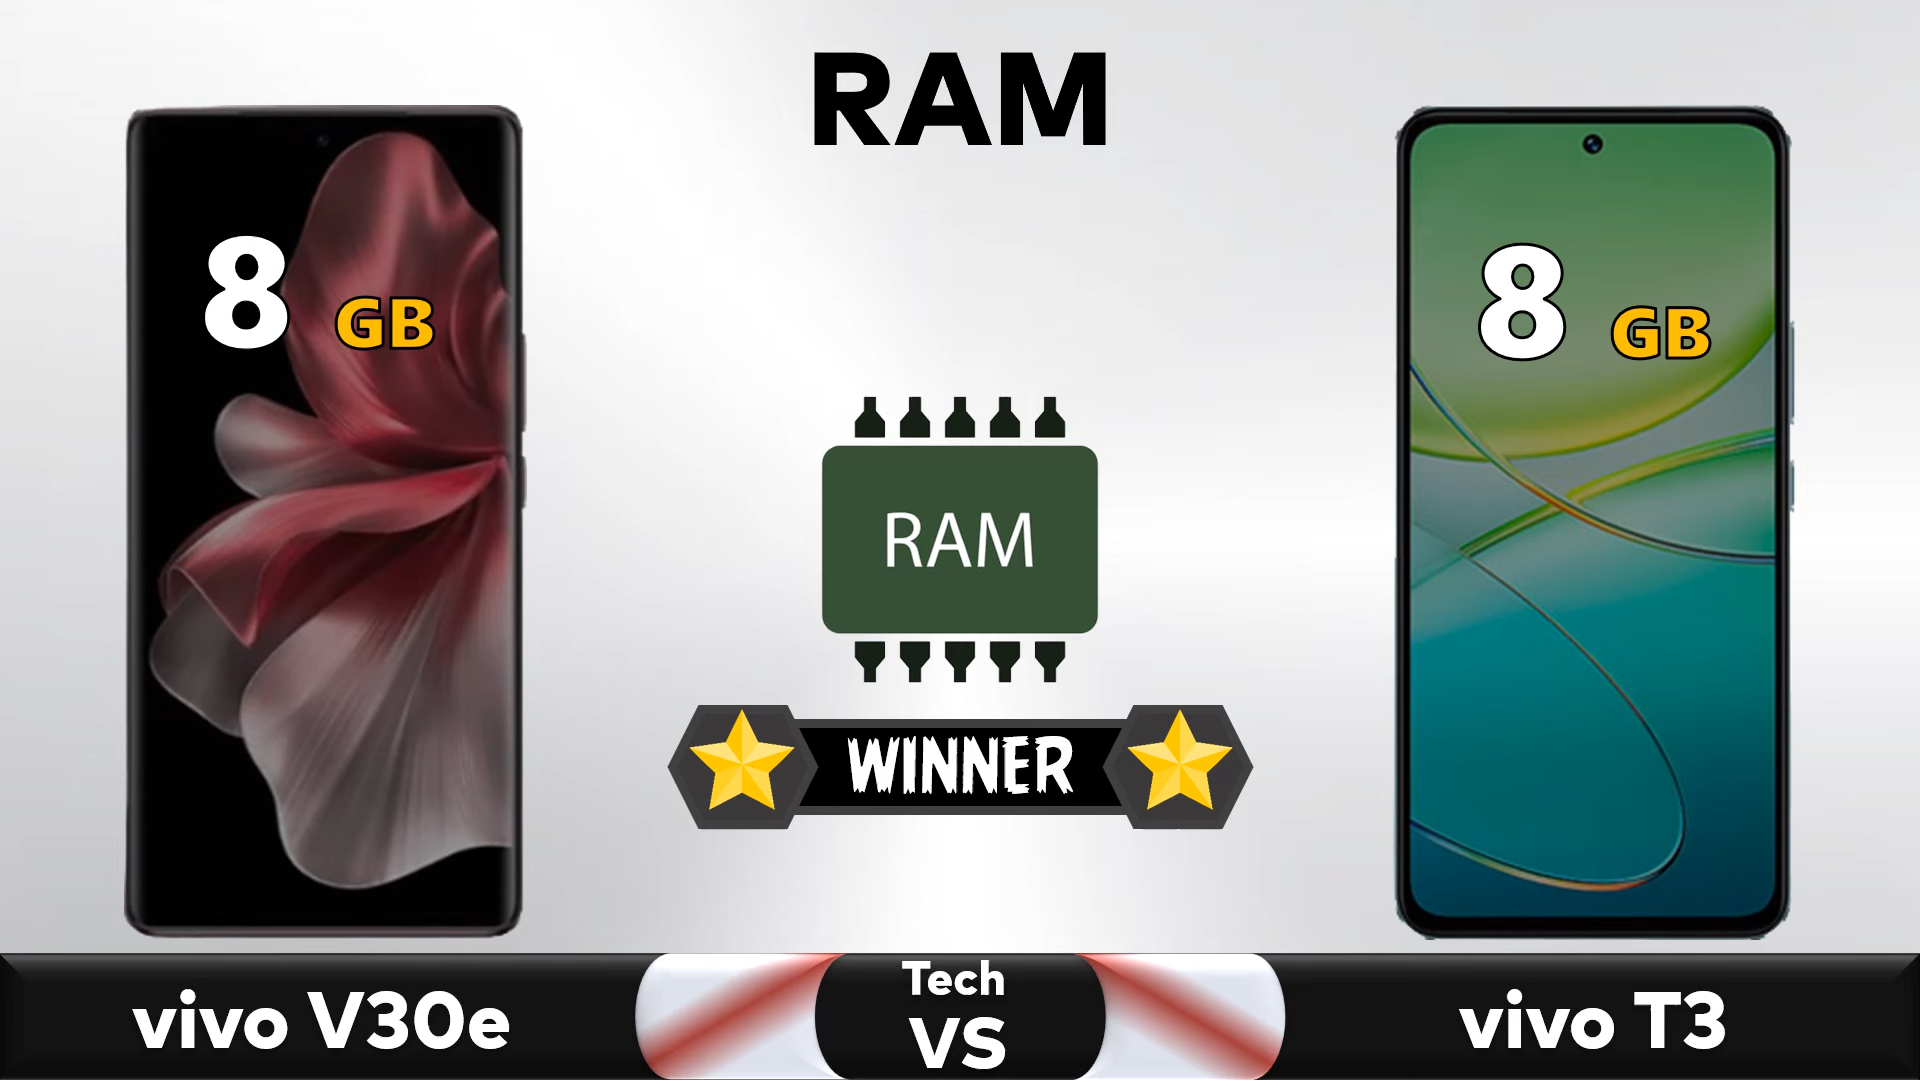 RAM
8 GB
8 GB
RAM
WINNER
vivo V30e
Tech
VS
vivo T3